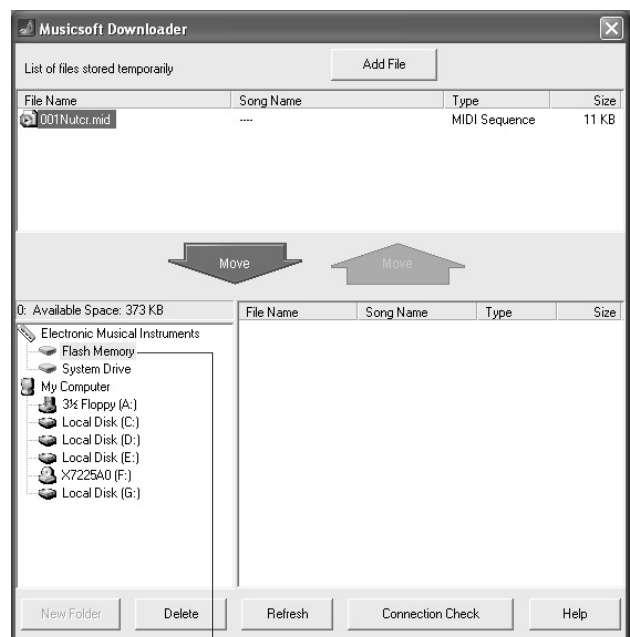 Musicsoft Downloader
List of files stored temporarily
Add File
File Name Song Name Type Size
001Nutcr.mid ---- MIDI Sequence 11 KB
Move Move
0: Available Space: 373 KB
File Name Song Name Type Size
Electronic Musical Instruments
Flash Memory
System Drive
My Computer
3½ Floppy (A:)
Local Disk (C:)
Local Disk (D:)
Local Disk (E:)
X7225A0 (F:)
Local Disk (G:)
New Folder Delete Refresh Connection Check Help